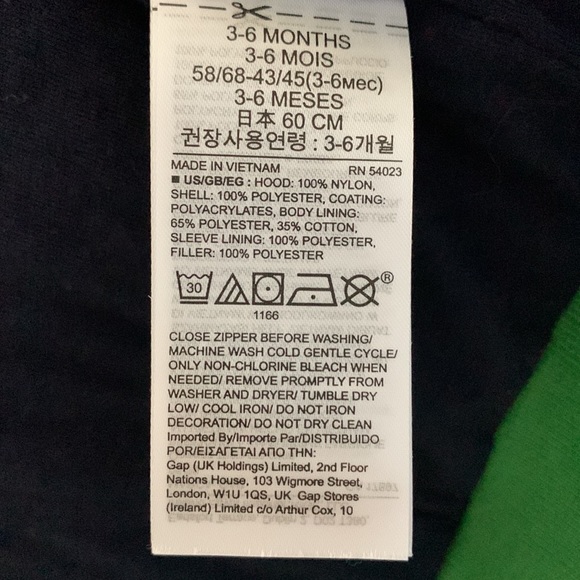 3-6 MONTHS
3-6 MOIS
58/68-43/45(3-6мес)
3-6 MESES
日本 60 CM
권장사용연령 : 3-6개월
MADE IN VIETNAM RN 54023
■ US/GB/EG : HOOD: 100% NYLON,
SHELL: 100% POLYESTER, COATING:
POLYACRYLATES, BODY LINING:
65% POLYESTER, 35% COTTON,
SLEEVE LINING: 100% POLYESTER,
FILLER: 100% POLYESTER
30 ®
1166
CLOSE ZIPPER BEFORE WASHING/
MACHINE WASH COLD GENTLE CYCLE/
ONLY NON-CHLORINE BLEACH WHEN
NEEDED/ REMOVE PROMPTLY FROM
WASHER AND DRYER/ TUMBLE DRY
LOW/ COOL IRON/ DO NOT IRON
DECORATION/ DO NOT DRY CLEAN
Imported By/Importe Par/DISTRIBUIDO
POR/ΕΙΣΑΓΕΤΑΙ ΑΠΟ ΤΗΝ:
Gap (UK Holdings) Limited, 2nd Floor
Nations House, 103 Wigmore Street,
London, W1U 1QS, UK Gap Stores
(Ireland) Limited c/o Arthur Cox, 10